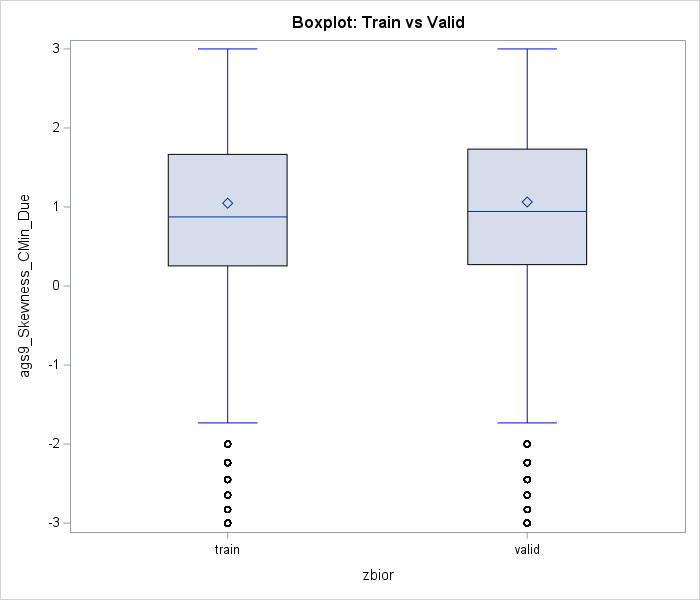 Boxplot: Train vs Valid
ags9_Skewness_CMin_Due
3
2
1
0
-1
-2
-3
train
valid
zbior